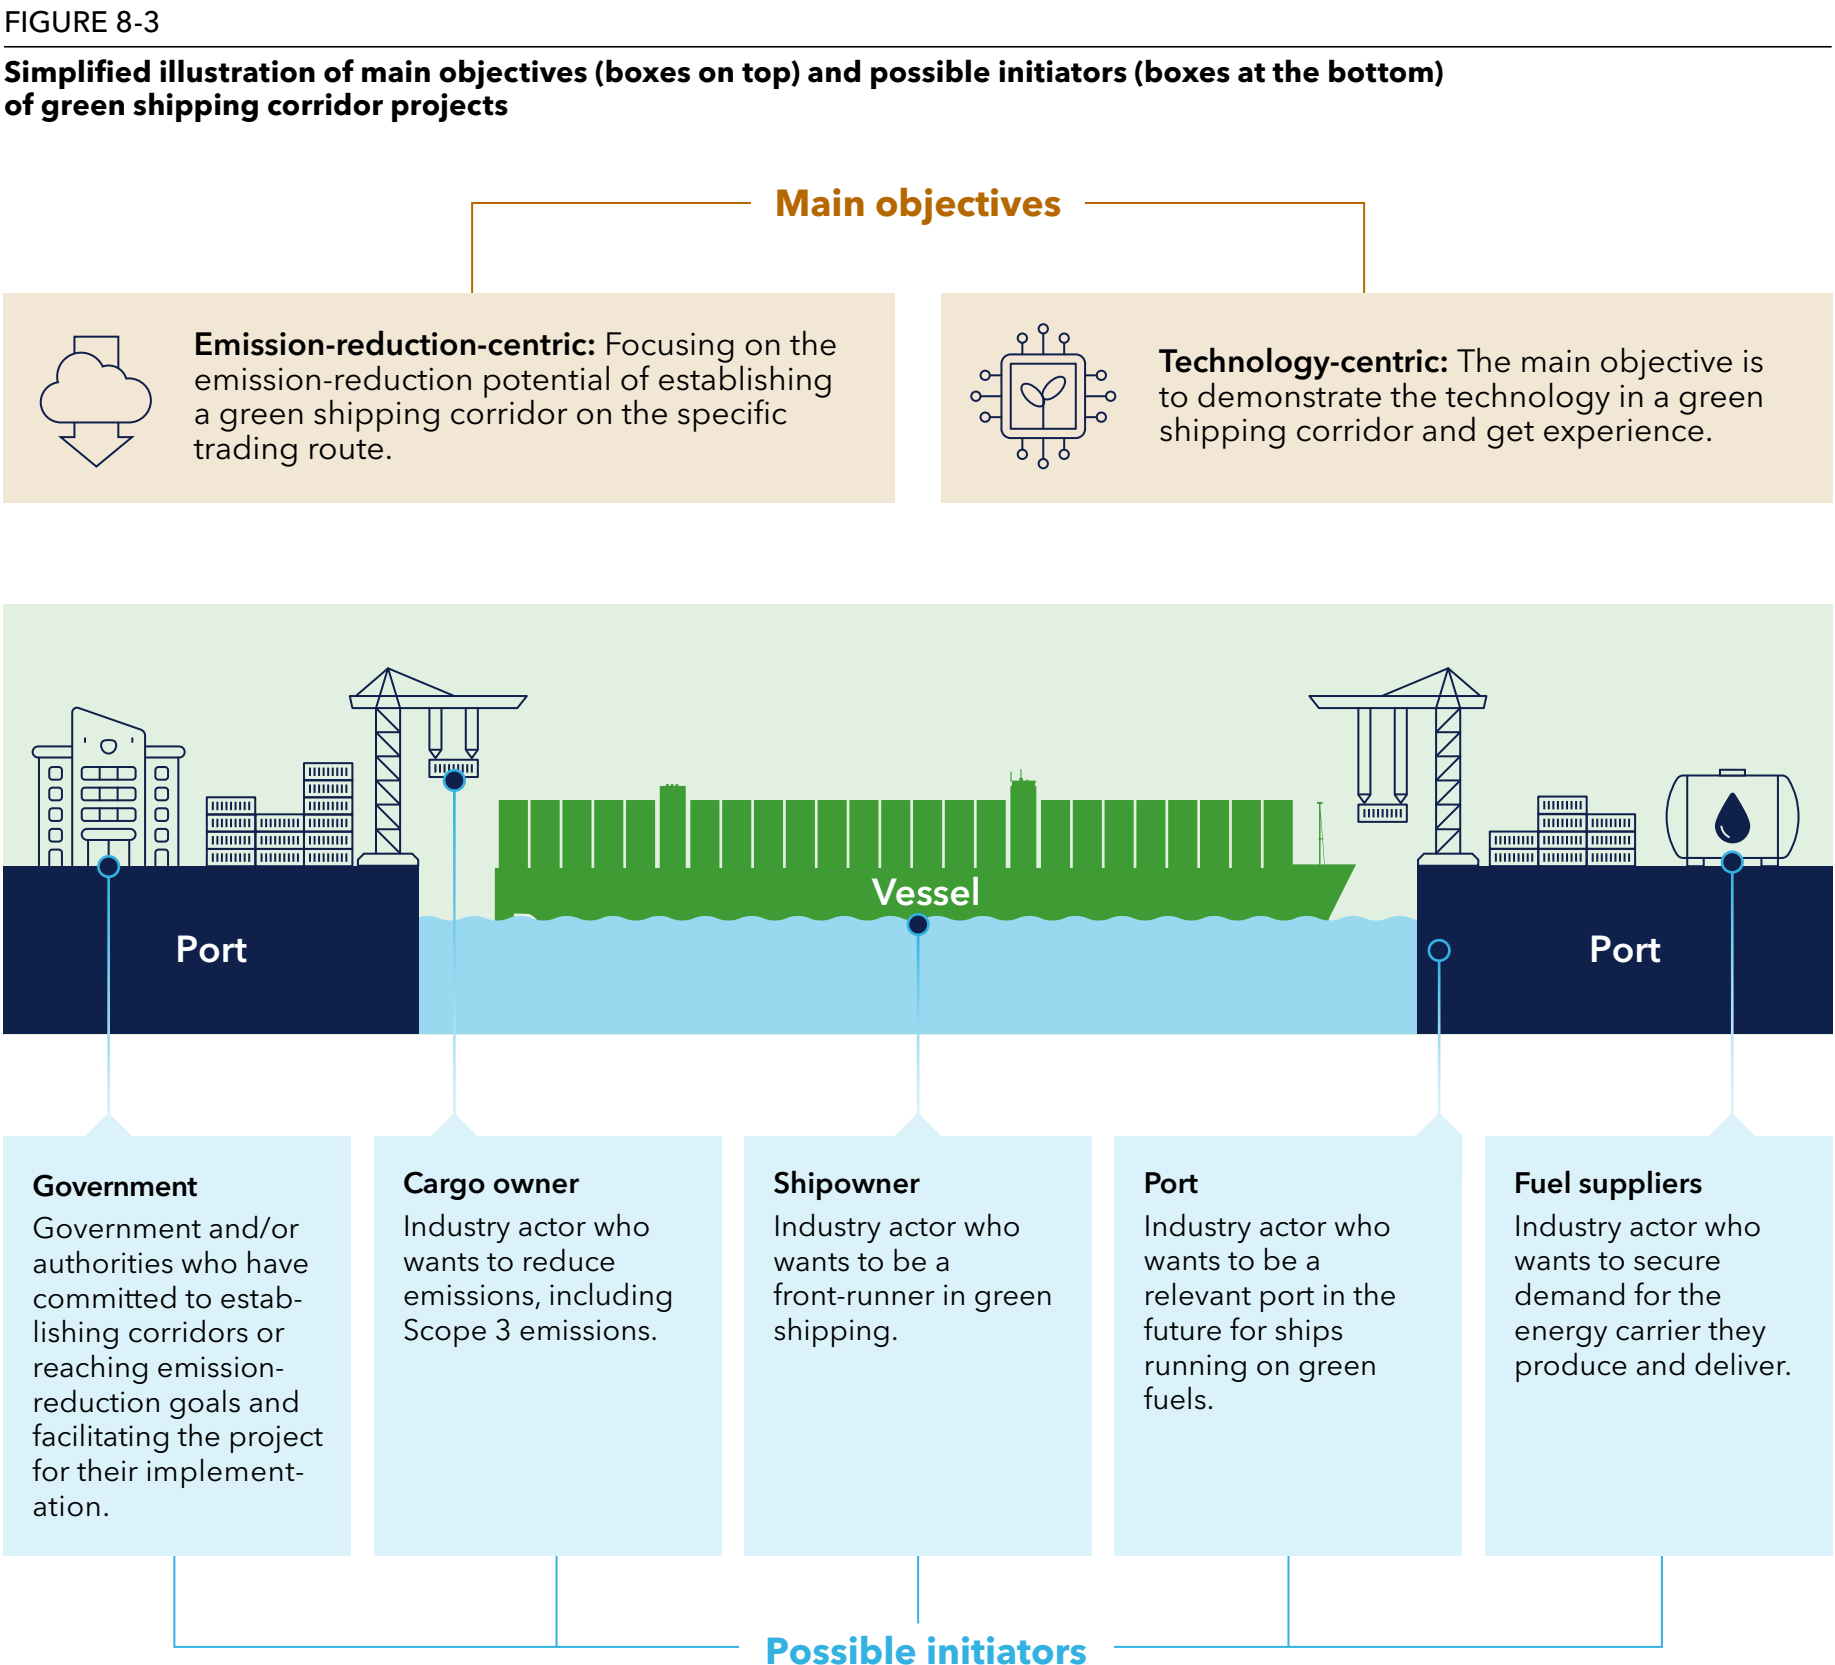 FIGURE 8-3
Simplified illustration of main objectives (boxes on top) and possible initiators (boxes at the bottom)
of green shipping corridor projects
Main objectives
Emission-reduction-centric: Focusing on the
emission-reduction potential of establishing
a green shipping corridor on the specific
trading route.
Technology-centric: The main objective is
to demonstrate the technology in a green
shipping corridor and get experience.
Vessel
Port
Port
Government
Government and/or
authorities who have
committed to estab-
lishing corridors or
reaching emission-
reduction goals and
facilitating the project
for their implement-
ation.
Cargo owner
Industry actor who
wants to reduce
emissions, including
Scope 3 emissions.
Shipowner
Industry actor who
wants to be a
front-runner in green
shipping.
Port
Industry actor who
wants to be a
relevant port in the
future for ships
running on green
fuels.
Fuel suppliers
Industry actor who
wants to secure
demand for the
energy carrier they
produce and deliver.
Possible initiators